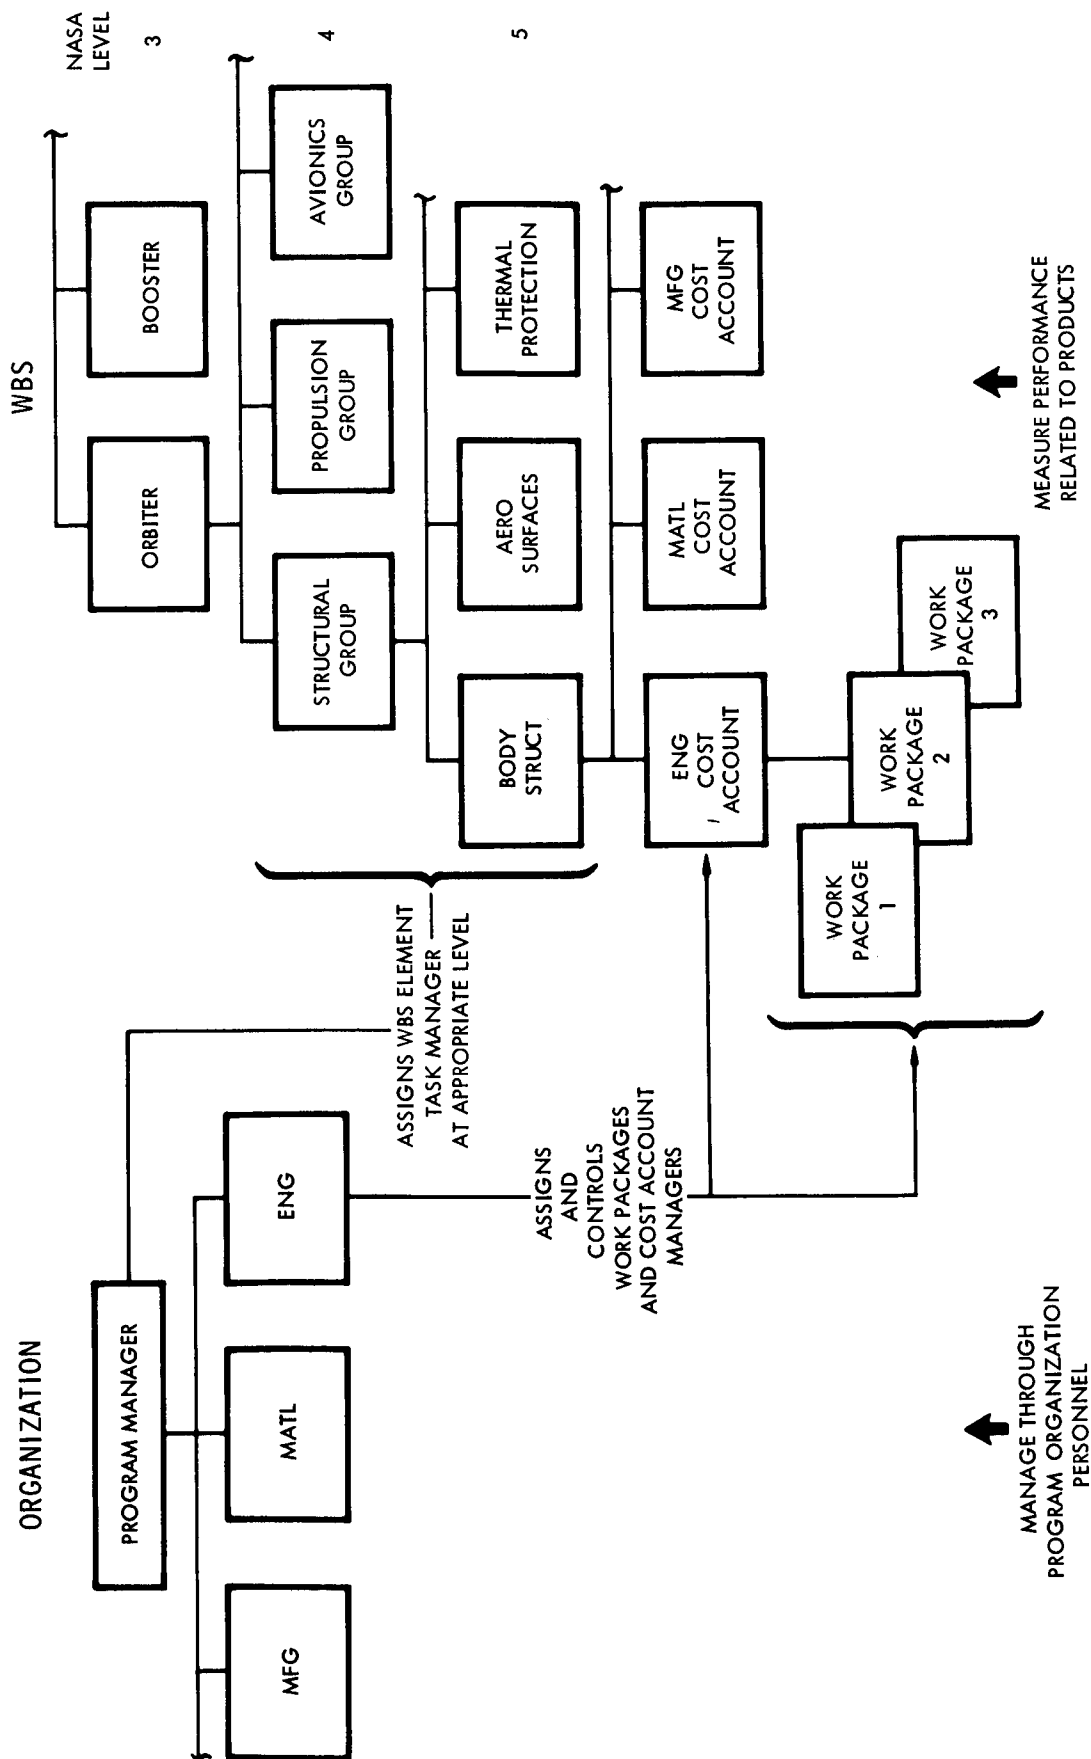 ORGANIZATION
PROGRAM MANAGER
MFG
MATL
ENG
ASSIGNS WBS ELEMENT
TASK MANAGER
AT APPROPRIATE LEVEL
ASSIGNS
AND
CONTROLS
WORK PACKAGES
AND COST ACCOUNT
MANAGERS
MANAGE THROUGH
PROGRAM ORGANIZATION
PERSONNEL
WBS
NASA
LEVEL
ORBITER
BOOSTER
3
STRUCTURAL
GROUP
PROPULSION
GROUP
AVIONICS
GROUP
4
BODY
STRUCT
AERO
SURFACES
THERMAL
PROTECTION
5
ENG
COST
ACCOUNT
MATL
COST
ACCOUNT
MFG
COST
ACCOUNT
WORK
PACKAGE
1
WORK
PACKAGE
2
WORK
PACKAGE
3
MEASURE PERFORMANCE
RELATED TO PRODUCTS